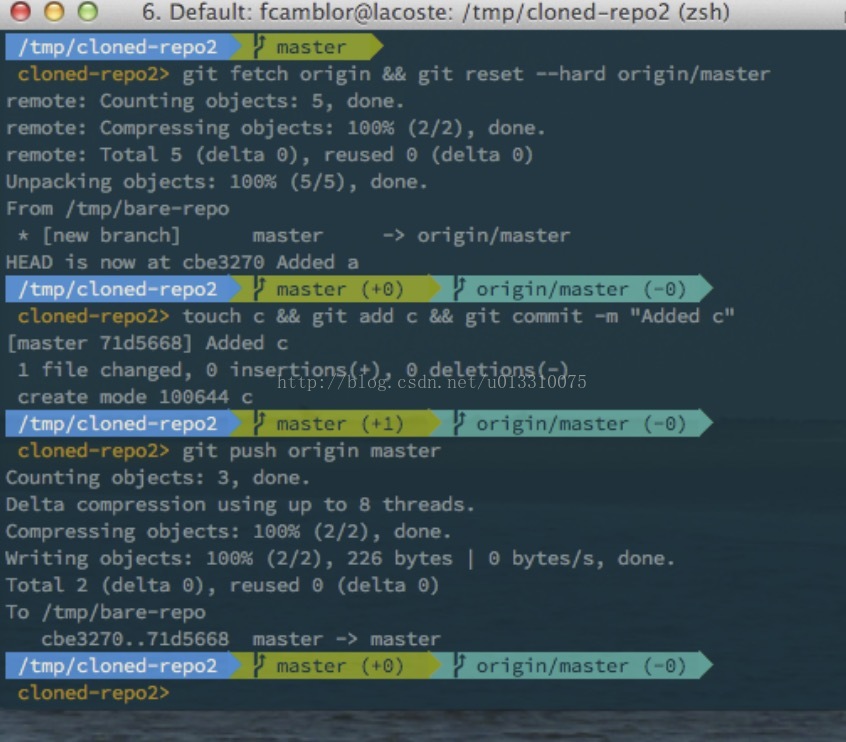 6. Default: fcamblor@lacoste: /tmp/cloned-repo2 (zsh)
/tmp/cloned-repo2 master
cloned-repo2> git fetch origin && git reset --hard origin/master
remote: Counting objects: 5, done.
remote: Compressing objects: 100% (2/2), done.
remote: Total 5 (delta 0), reused 0 (delta 0)
Unpacking objects: 100% (5/5), done.
From /tmp/bare-repo
* [new branch] master -> origin/master
HEAD is now at cbe3270 Added a
/tmp/cloned-repo2 master (+0) origin/master (-0)
cloned-repo2> touch c && git add c && git commit -m "Added c"
[master 71d5668] Added c
1 file changed, 0 insertions(+), 0 deletions(-)
http://blog.csdn.net/u013310075
create mode 100644 c
/tmp/cloned-repo2 master (+1) origin/master (-0)
cloned-repo2> git push origin master
Counting objects: 3, done.
Delta compression using up to 8 threads.
Compressing objects: 100% (2/2), done.
Writing objects: 100% (2/2), 226 bytes | 0 bytes/s, done.
Total 2 (delta 0), reused 0 (delta 0)
To /tmp/bare-repo
cbe3270..71d5668 master -> master
/tmp/cloned-repo2 master (+0) origin/master (-0)
cloned-repo2>